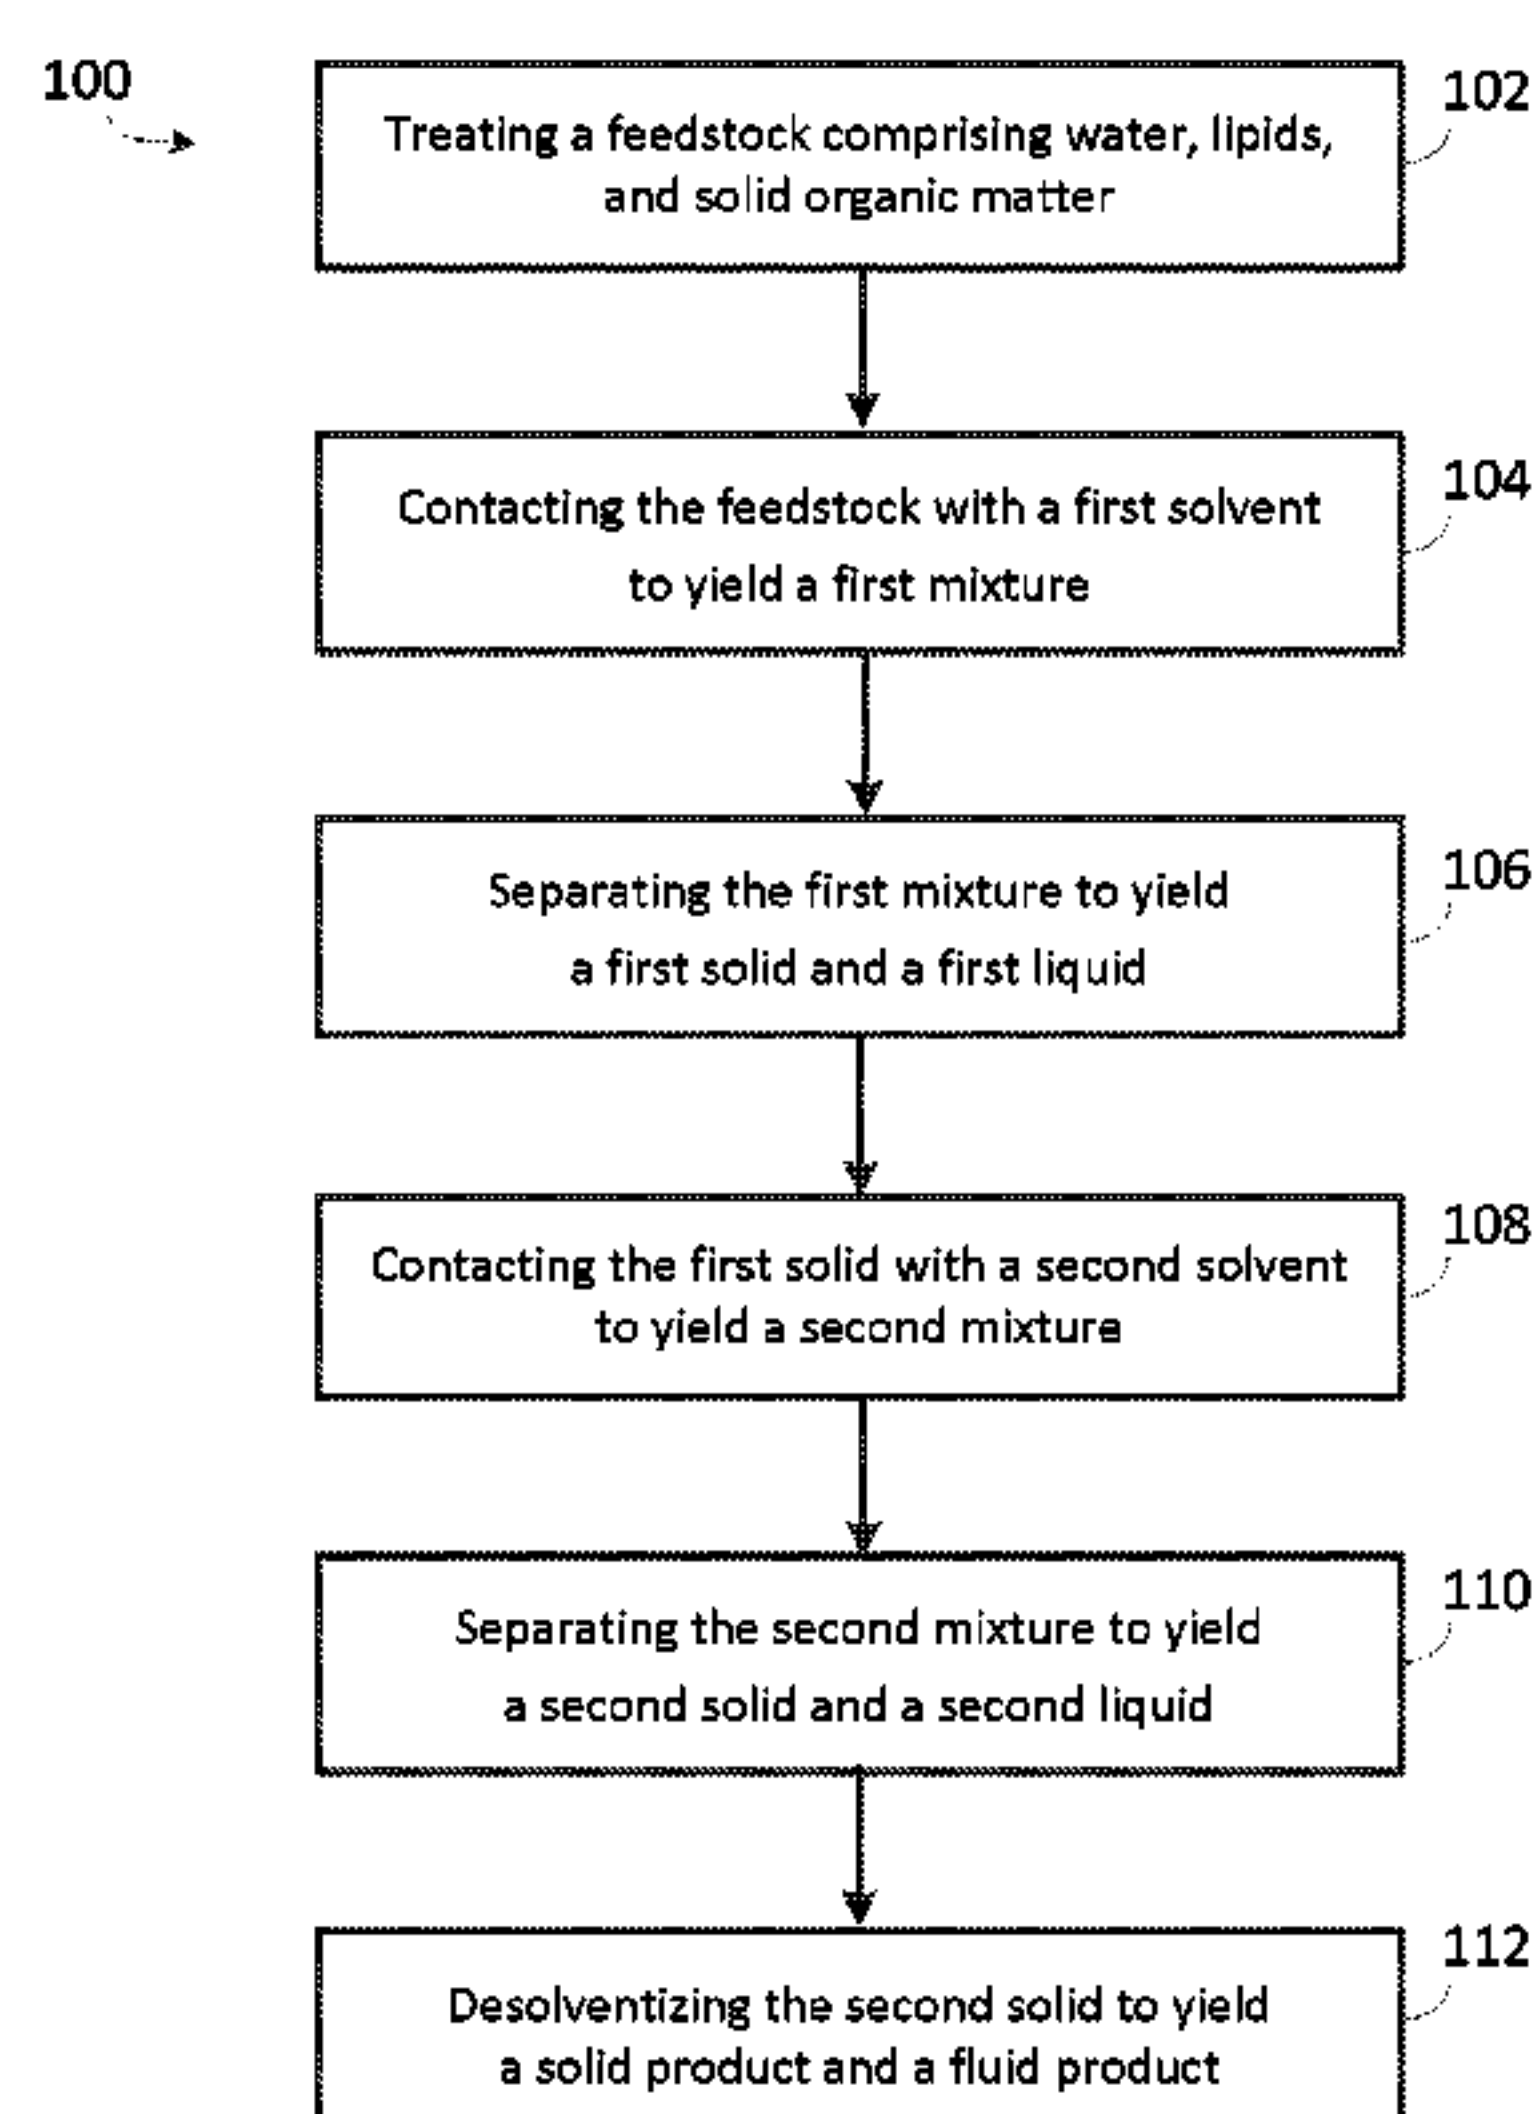 100
102
Treating a feedstock comprising water, lipids,
and solid organic matter
104
Contacting the feedstock with a first solvent
to yield a first mixture
106
Separating the first mixture to yield
a first solid and a first liquid
108
Contacting the first solid with a second solvent
to yield a second mixture
110
Separating the second mixture to yield
a second solid and a second liquid
112
Desolventizing the second solid to yield
a solid product and a fluid product